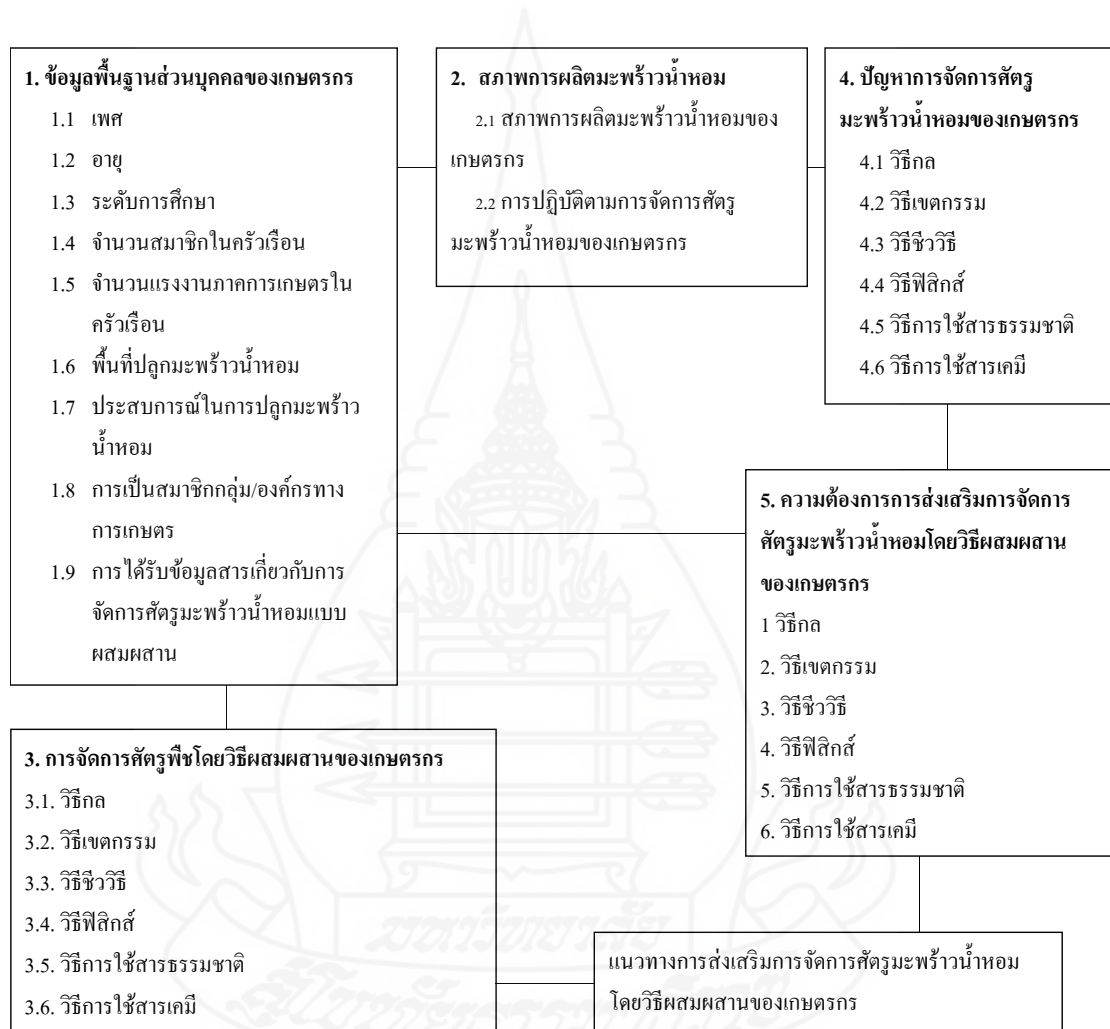 1. ข้อมูลพื้นฐานส่วนบุคคลของเกษตรกร
1.1 เพศ
1.2 อายุ
1.3 ระดับการศึกษา
1.4 จำนวนสมาชิกในครัวเรือน
1.5 จำนวนแรงงานภาคการเกษตรใน
ครัวเรือน
1.6 พื้นที่ปลูกมะพร้าวน้ำหอม
1.7 ประสบการณ์ในการปลูกมะพร้าว
น้ำหอม
1.8 การเป็นสมาชิกกลุ่ม/องค์กรทาง
การเกษตร
1.9 การได้รับข้อมูลสารเกี่ยวกับการ
จัดการศัตรูมะพร้าวน้ำหอมแบบ
ผสมผสาน
2. สภาพการผลิตมะพร้าวน้ำหอม
2.1 สภาพการผลิตมะพร้าวน้ำหอมของ
เกษตรกร
2.2 การปฏิบัติตามการจัดการศัตรู
มะพร้าวน้ำหอมของเกษตรกร
4. ปัญหาการจัดการศัตรู
มะพร้าวน้ำหอมของเกษตรกร
4.1 วิธีกล
4.2 วิธีเขตกรรม
4.3 วิธีชีววิธี
4.4 วิธีฟิสิกส์
4.5 วิธีการใช้สารธรรมชาติ
4.6 วิธีการใช้สารเคมี
5. ความต้องการการส่งเสริมการจัดการ
ศัตรูมะพร้าวน้ำหอมโดยวิธีผสมผสาน
ของเกษตรกร
1 วิธีกล
2. วิธีเขตกรรม
3. วิธีชีววิธี
4. วิธีฟิสิกส์
5. วิธีการใช้สารธรรมชาติ
6. วิธีการใช้สารเคมี
3. การจัดการศัตรูพืชโดยวิธีผสมผสานของเกษตรกร
3.1. วิธีกล
3.2. วิธีเขตกรรม
3.3. วิธีชีววิธี
3.4. วิธีฟิสิกส์
3.5. วิธีการใช้สารธรรมชาติ
3.6. วิธีการใช้สารเคมี
แนวทางการส่งเสริมการจัดการศัตรูมะพร้าวน้ำหอม
โดยวิธีผสมผสานของเกษตรกร
มหาวิทยาลัย
สุโขทัยธรรมาธิราช